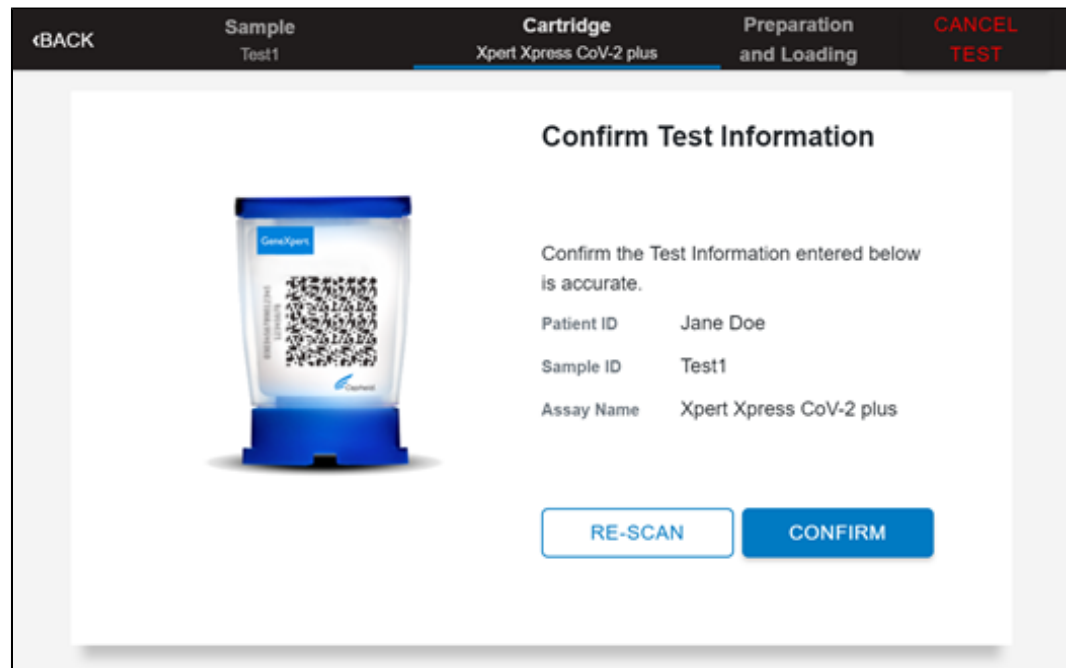 ‹BACK
Sample
Test1
Cartridge
Xpert Xpress CoV-2 plus
Preparation
and Loading
CANCEL
TEST
Confirm Test Information
GeneXpert
Cepheid
Confirm the Test Information entered below
is accurate.
Patient ID Jane Doe
Sample ID Test1
Assay Name Xpert Xpress CoV-2 plus
RE-SCAN
CONFIRM